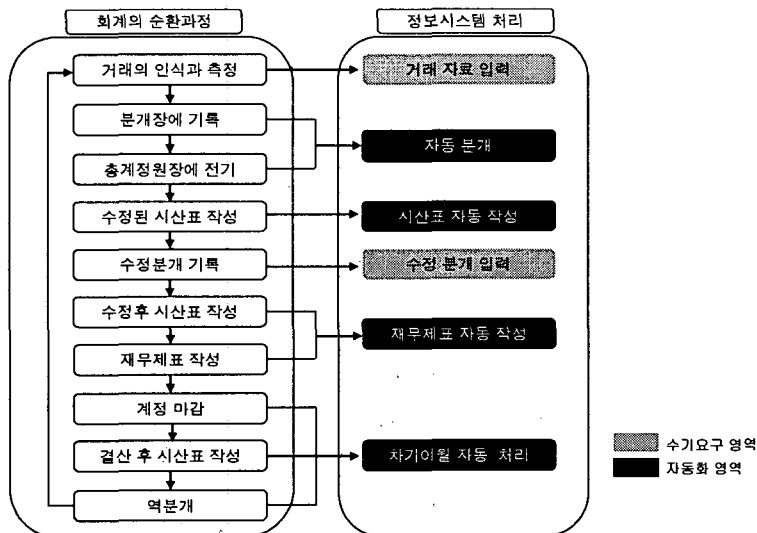 회계의 순환과정
정보시스템 처리
거래의 인식과 측정
거래 자료 입력
분개장에 기록
자동 분개
총계정원장에 전기
수정된 시산표 작성
시산표 자동 작성
수정분개 기록
수정 분개 입력
수정후 시산표 작성
재무제표 자동 작성
재무제표 작성
계정 마감
결산 후 시산표 작성
차기이월 자동 처리
역분개
수기요구 영역
자동화 영역